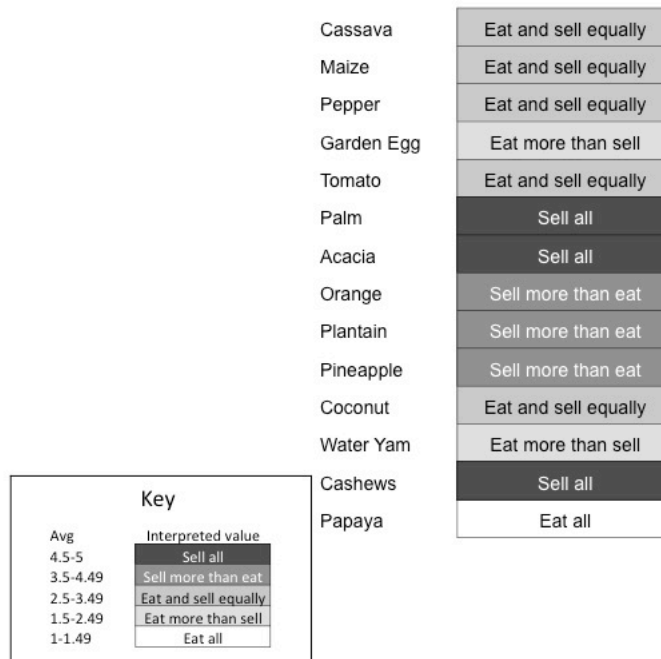 Cassava Eat and sell equally
Maize Eat and sell equally
Pepper Eat and sell equally
Garden Egg Eat more than sell
Tomato Eat and sell equally
Palm Sell all
Acacia Sell all
Orange Sell more than eat
Plantain Sell more than eat
Pineapple Sell more than eat
Coconut Eat and sell equally
Water Yam Eat more than sell
Cashews Sell all
Papaya Eat all
Key
Avg Interpreted value
4.5-5 Sell all
3.5-4.49 Sell more than eat
2.5-3.49 Eat and sell equally
1.5-2.49 Eat more than sell
1-1.49 Eat all